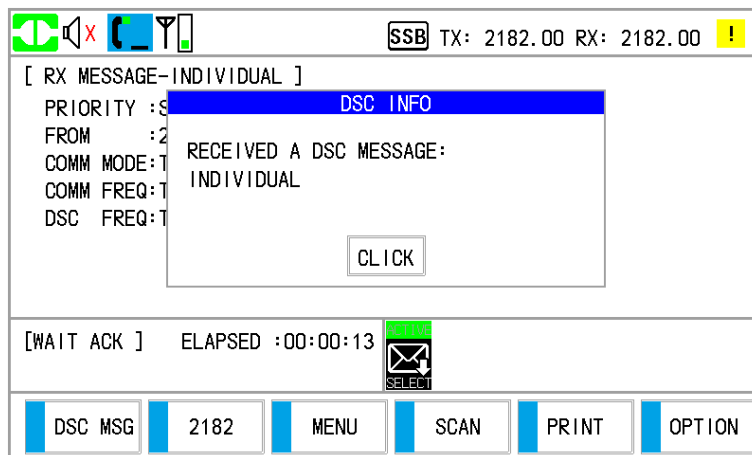 SSB TX: 2182.00 RX: 2182.00 !
[ RX MESSAGE-INDIVIDUAL ]
PRIORITY :S
FROM :2
COMM MODE:T
COMM FREQ:T
DSC FREQ:T
DSC INFO
RECEIVED A DSC MESSAGE:
INDIVIDUAL
CLICK
[WAIT ACK ] ELAPSED :00:00:13
SELECT
DSC MSG 2182 MENU SCAN PRINT OPTION